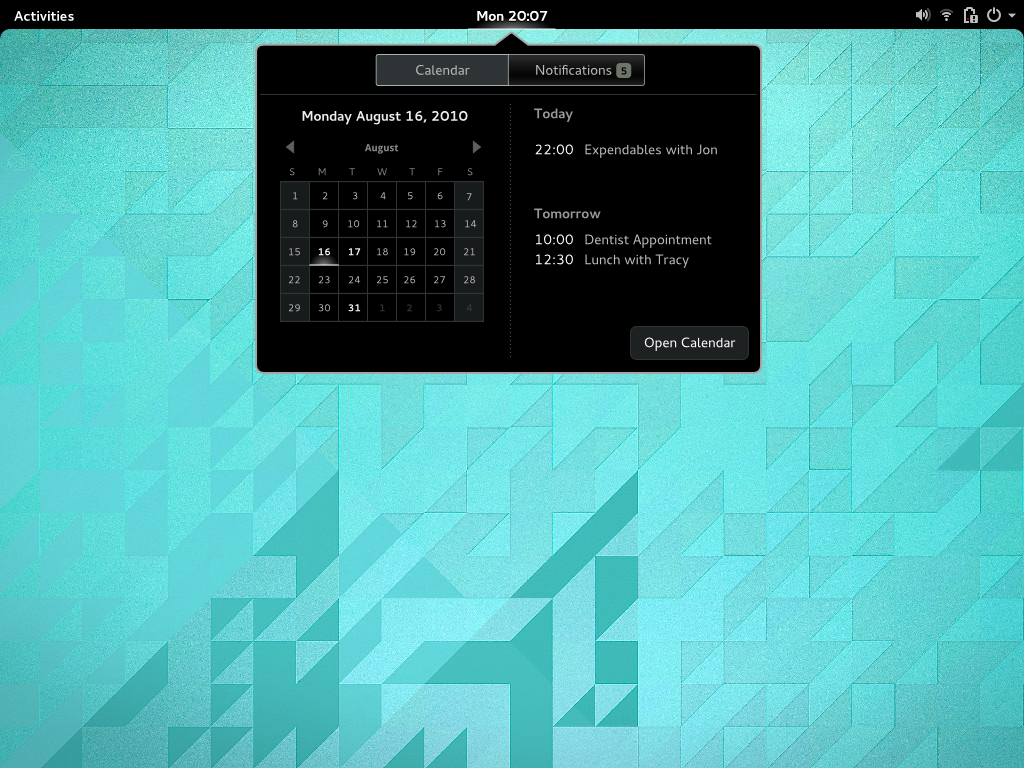 Activities
Mon 20:07
Calendar
Notifications 5
Monday August 16, 2010
August
S M T W T F S
1 2 3 4 5 6 7
8 9 10 11 12 13 14
15 16 17 18 19 20 21
22 23 24 25 26 27 28
29 30 31 1 2 3 4
Today
22:00 Expendables with Jon
Tomorrow
10:00 Dentist Appointment
12:30 Lunch with Tracy
Open Calendar